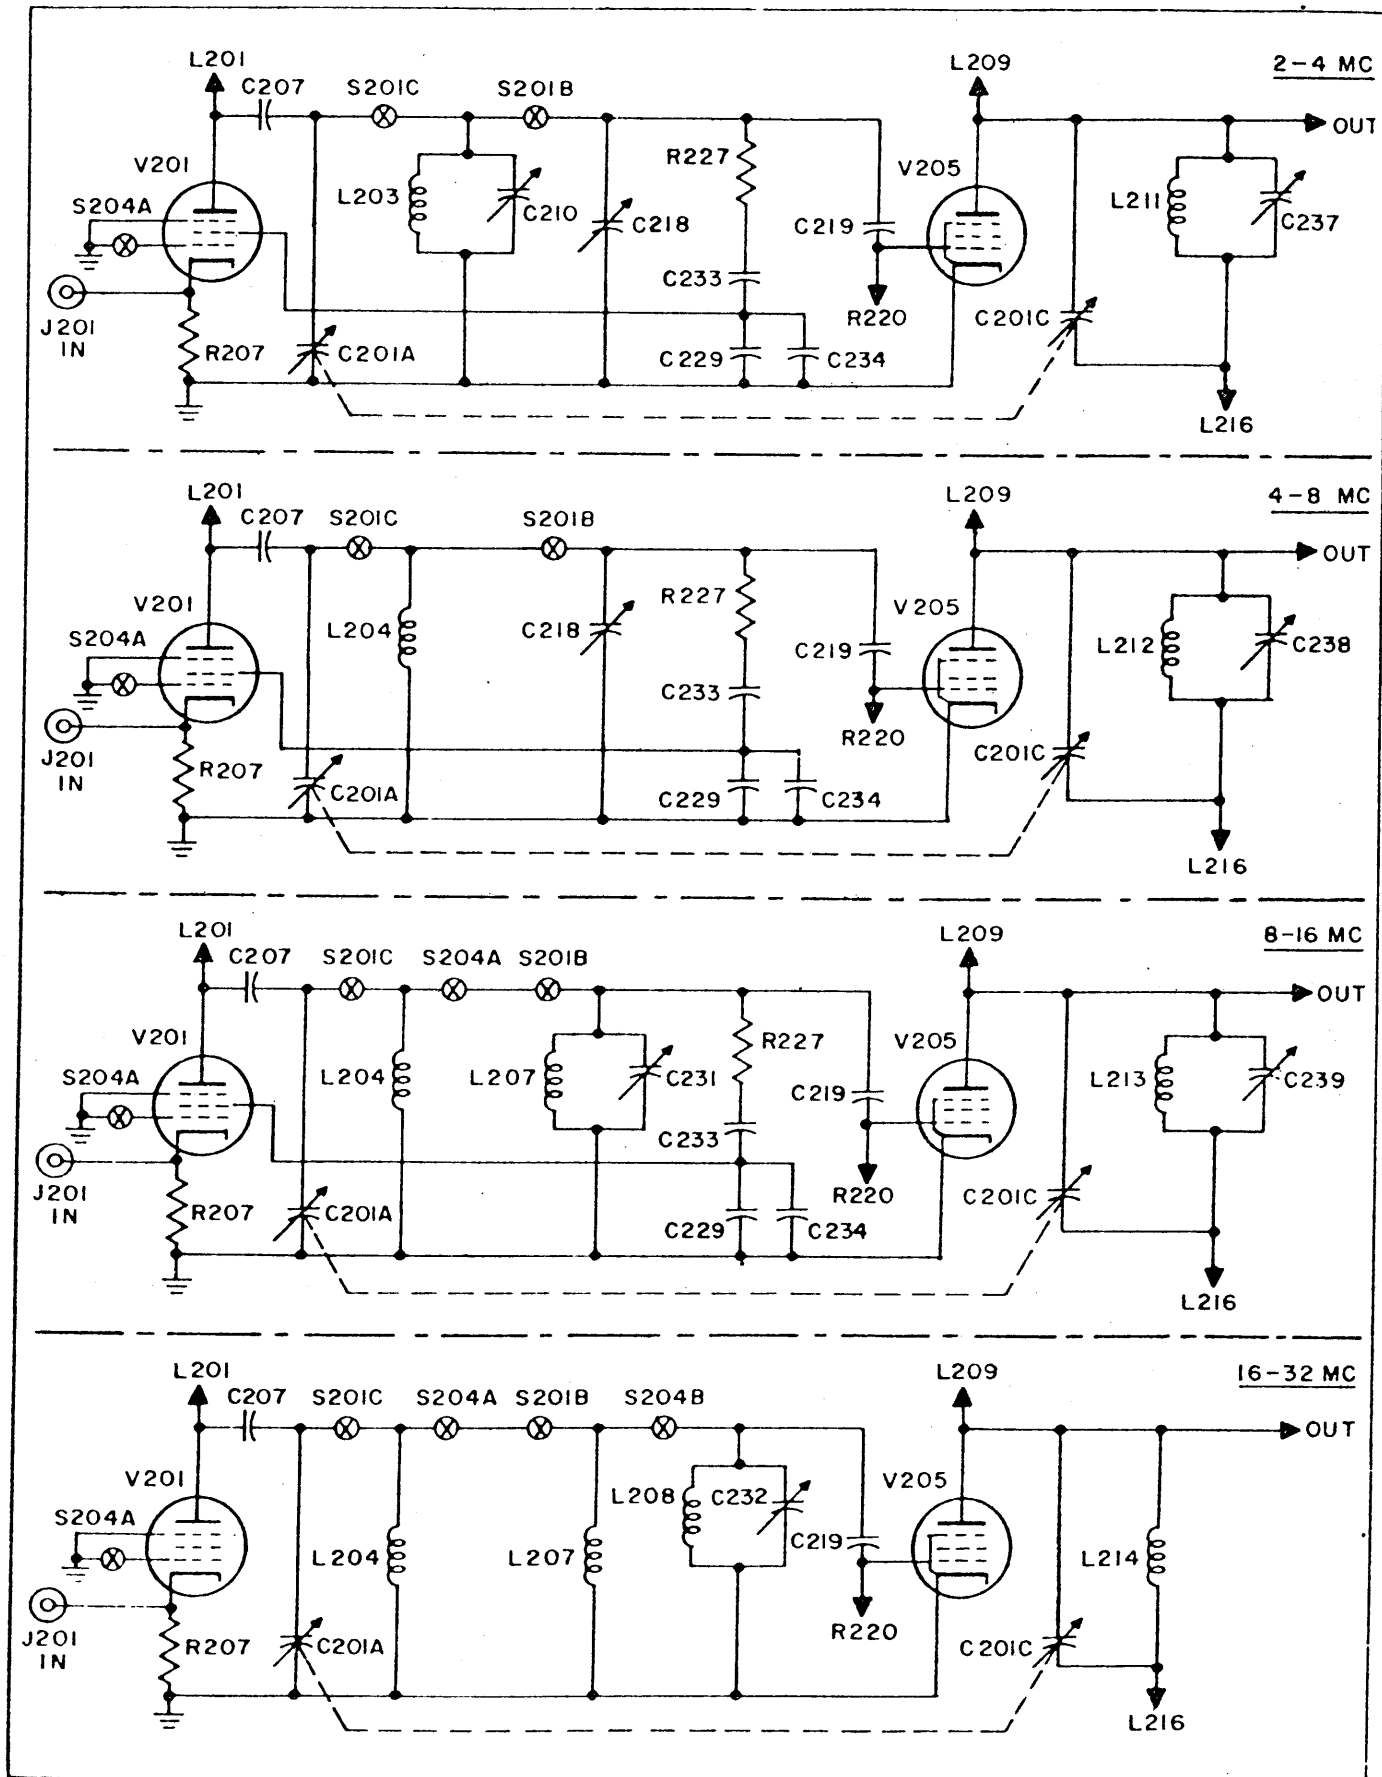 L201
C207
S201C
S201B
L209
2-4 MC
OUT
V201
S204A
L203
C210
C218
R227
C219
C233
V205
R220
L211
C237
J201
IN
R207
C201A
C229
C234
C201C
L216
L201
C207
S201C
S201B
L209
4-8 MC
OUT
V201
S204A
L204
C218
R227
C219
C233
V205
R220
L212
C238
J201
IN
R207
C201A
C229
C234
C201C
L216
L201
C207
S201C
S204A
S201B
L209
8-16 MC
OUT
V201
S204A
L204
L207
C231
R227
C219
C233
V205
R220
L213
C239
J201
IN
R207
C201A
C229
C234
C201C
L216
L201
C207
S201C
S204A
S201B
S204B
L209
16-32 MC
OUT
V201
S204A
L204
L207
L208
C232
C219
V205
R220
L214
J201
IN
R207
C201A
C201C
L216